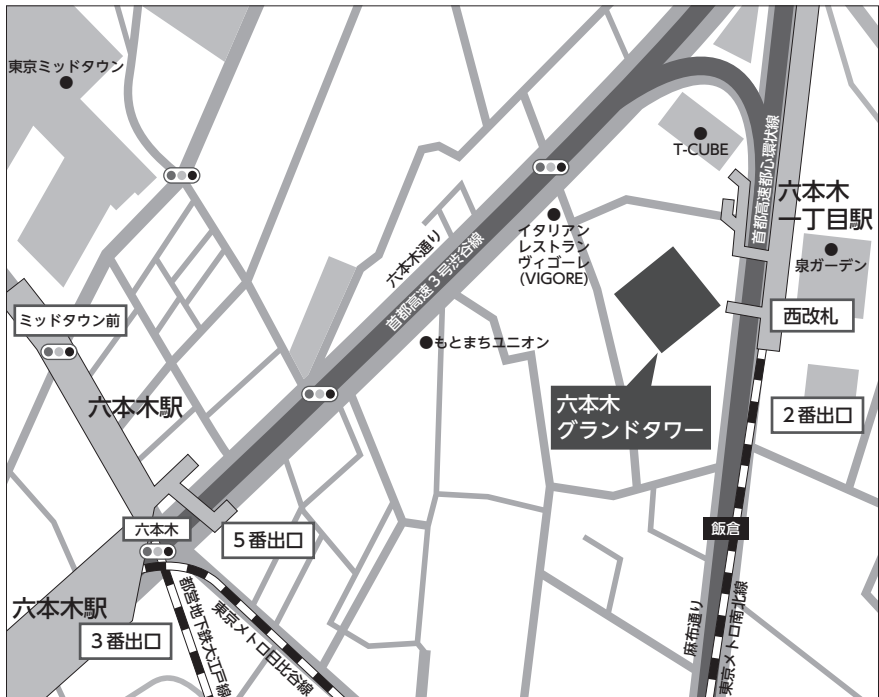 東京ミッドタウン
T-CUBE
首都高速都心環状線
六本木
一丁目駅
泉ガーデン
イタリアン
レストラン
ヴィゴーレ
(VIGORE)
六本木通り
首都高速3号渋谷線
ミッドタウン前
西改札
もとまちユニオン
六本木駅
六本木
グランドタワー
2番出口
六本木
5番出口
飯倉
六本木駅
3番出口
都営地下鉄大江戸線
東京メトロ日比谷線
麻布通り
東京メトロ南北線